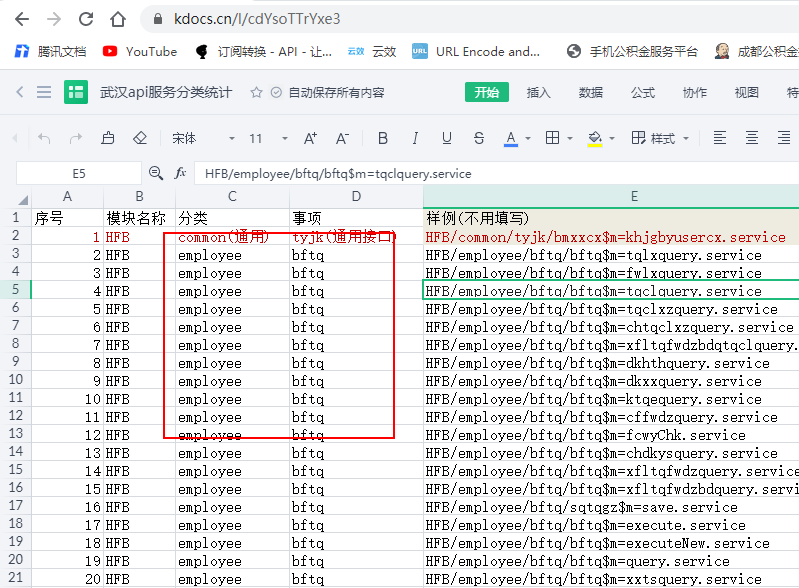 kdocs.cn/l/cdYsoTTrYxe3
腾讯文档 YouTube 订阅转换 - API - 让... 云效 云效 URL URL Encode and... 手机公积金服务平台 成都公积金
武汉api服务分类统计 自动保存所有内容 开始 插入 数据 公式 协作 视图 特
宋体 11 A+ A- B I U S A 田 样式
E5 fx HFB/employee/bftq/bftq$m=tqclquery.service
A B C D E
1 序号 模块名称 分类 事项 样例(不用填写)
2 1 HFB common(通用) tyjk(通用接口) HFB/common/tyjk/bmxxcx$m=khjgbyusercx.service
3 2 HFB employee bftq HFB/employee/bftq/bftq$m=tqlxquery.service
4 3 HFB employee bftq HFB/employee/bftq/bftq$m=fwlxquery.service
5 4 HFB employee bftq HFB/employee/bftq/bftq$m=tqclquery.service
6 5 HFB employee bftq HFB/employee/bftq/bftq$m=tqclxzquery.service
7 6 HFB employee bftq HFB/employee/bftq/bftq$m=chtqclxzquery.service
8 7 HFB employee bftq HFB/employee/bftq/bftq$m=xfltqfwdzbdqtqclquery.
9 8 HFB employee bftq HFB/employee/bftq/bftq$m=dkhthquery.service
10 9 HFB employee bftq HFB/employee/bftq/bftq$m=dkxxquery.service
11 10 HFB employee bftq HFB/employee/bftq/bftq$m=ktqequery.service
12 11 HFB employee bftq HFB/employee/bftq/bftq$m=cffwdzquery.service
13 12 HFB employee bftq HFB/employee/bftq/bftq$m=fcwyChk.service
14 13 HFB employee bftq HFB/employee/bftq/bftq$m=chdkysquery.service
15 14 HFB employee bftq HFB/employee/bftq/bftq$m=xfltqfwdzquery.service
16 15 HFB employee bftq HFB/employee/bftq/bftq$m=xfltqfwdzbdquery.servi
17 16 HFB employee bftq HFB/employee/bftq/sqtqgz$m=save.service
18 17 HFB employee bftq HFB/employee/bftq/bftq$m=execute.service
19 18 HFB employee bftq HFB/employee/bftq/bftq$m=executeNew.service
20 19 HFB employee bftq HFB/employee/bftq/bftq$m=query.service
21 20 HFB employee bftq HFB/employee/bftq/bftq$m=xxtsquery.service